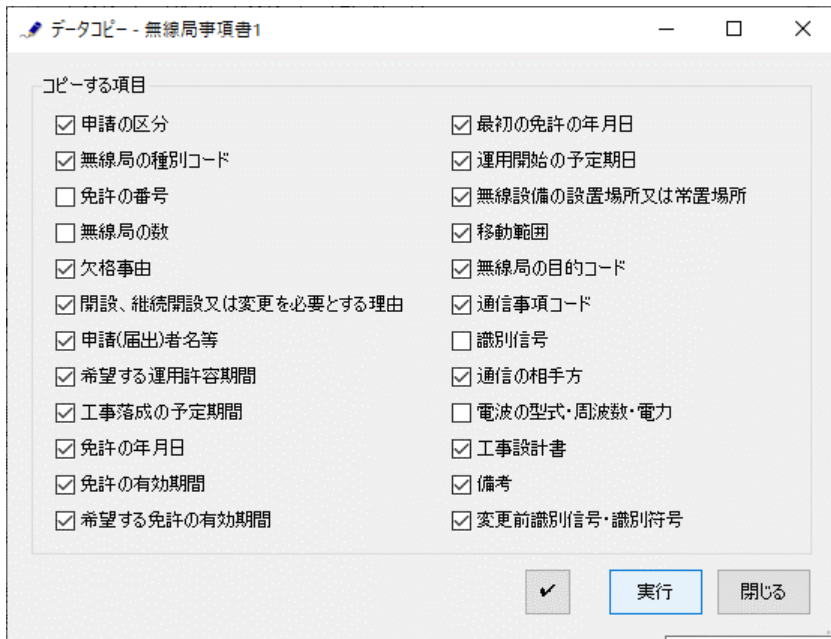 データコピー - 無線局事項書1
コピーする項目
申請の区分
無線局の種別コード
免許の番号
無線局の数
欠格事由
開設、継続開設又は変更を必要とする理由
申請(届出)者名等
希望する運用許容期間
工事落成の予定期間
免許の年月日
免許の有効期間
希望する免許の有効期間
最初の免許の年月日
運用開始の予定期日
無線設備の設置場所又は常置場所
移動範囲
無線局の目的コード
通信事項コード
識別信号
通信の相手方
電波の型式・周波数・電力
工事設計書
備考
変更前識別信号・識別符号
実行
閉じる